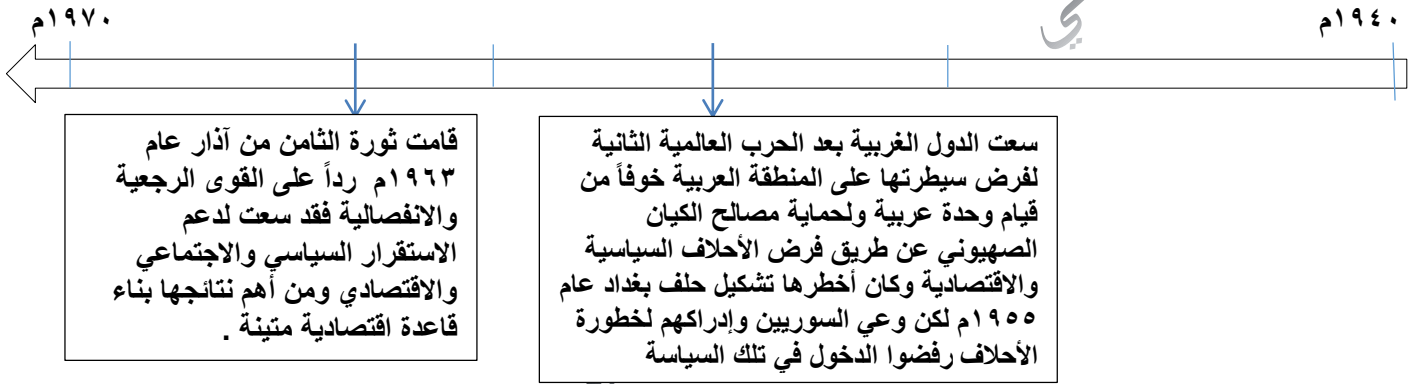 ١٩٤٠م
١٩٧٠م
سعت الدول الغربية بعد الحرب العالمية الثانية
لفرض سيطرتها على المنطقة العربية خوفاً من
قيام وحدة عربية ولحماية مصالح الكيان
الصهيوني عن طريق فرض الأحلاف السياسية
والاقتصادية وكان أخطرها تشكيل حلف بغداد عام
١٩٥٥م لكن وعي السوريين وإدراكهم لخطورة
الأحلاف رفضوا الدخول في تلك السياسة
قامت ثورة الثامن من آذار عام
١٩٦٣م رداً على القوى الرجعية
والانفصالية فقد سعت لدعم
الاستقرار السياسي والاجتماعي
والاقتصادي ومن أهم نتائجها بناء
قاعدة اقتصادية متينة .